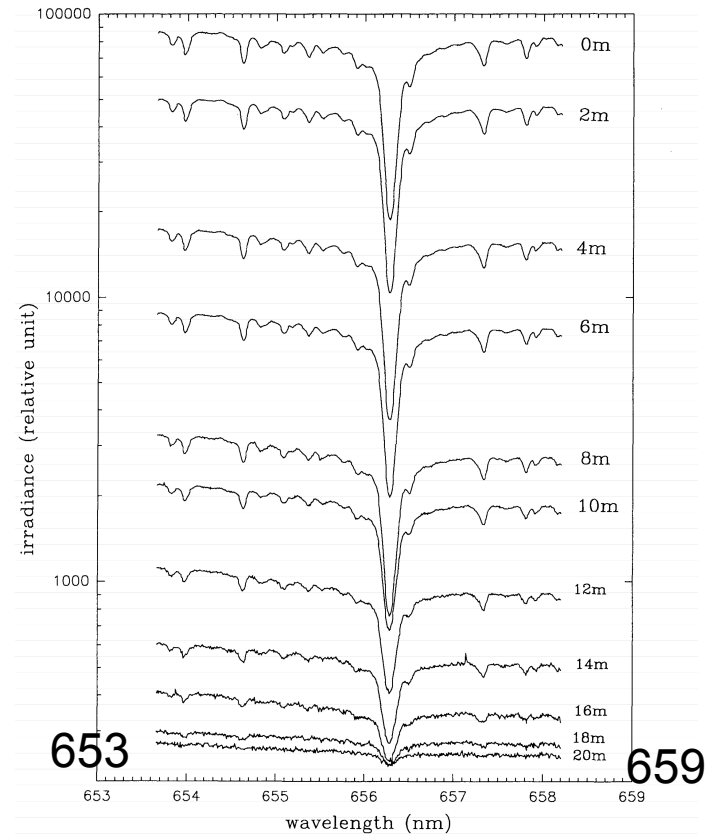 100000
0m
2m
4m
10000
6m
8m
10m
1000
12m
14m
16m
18m
20m
653
659
653 654 655 656 657 658 659
wavelength (nm)
irradiance (relative unit)